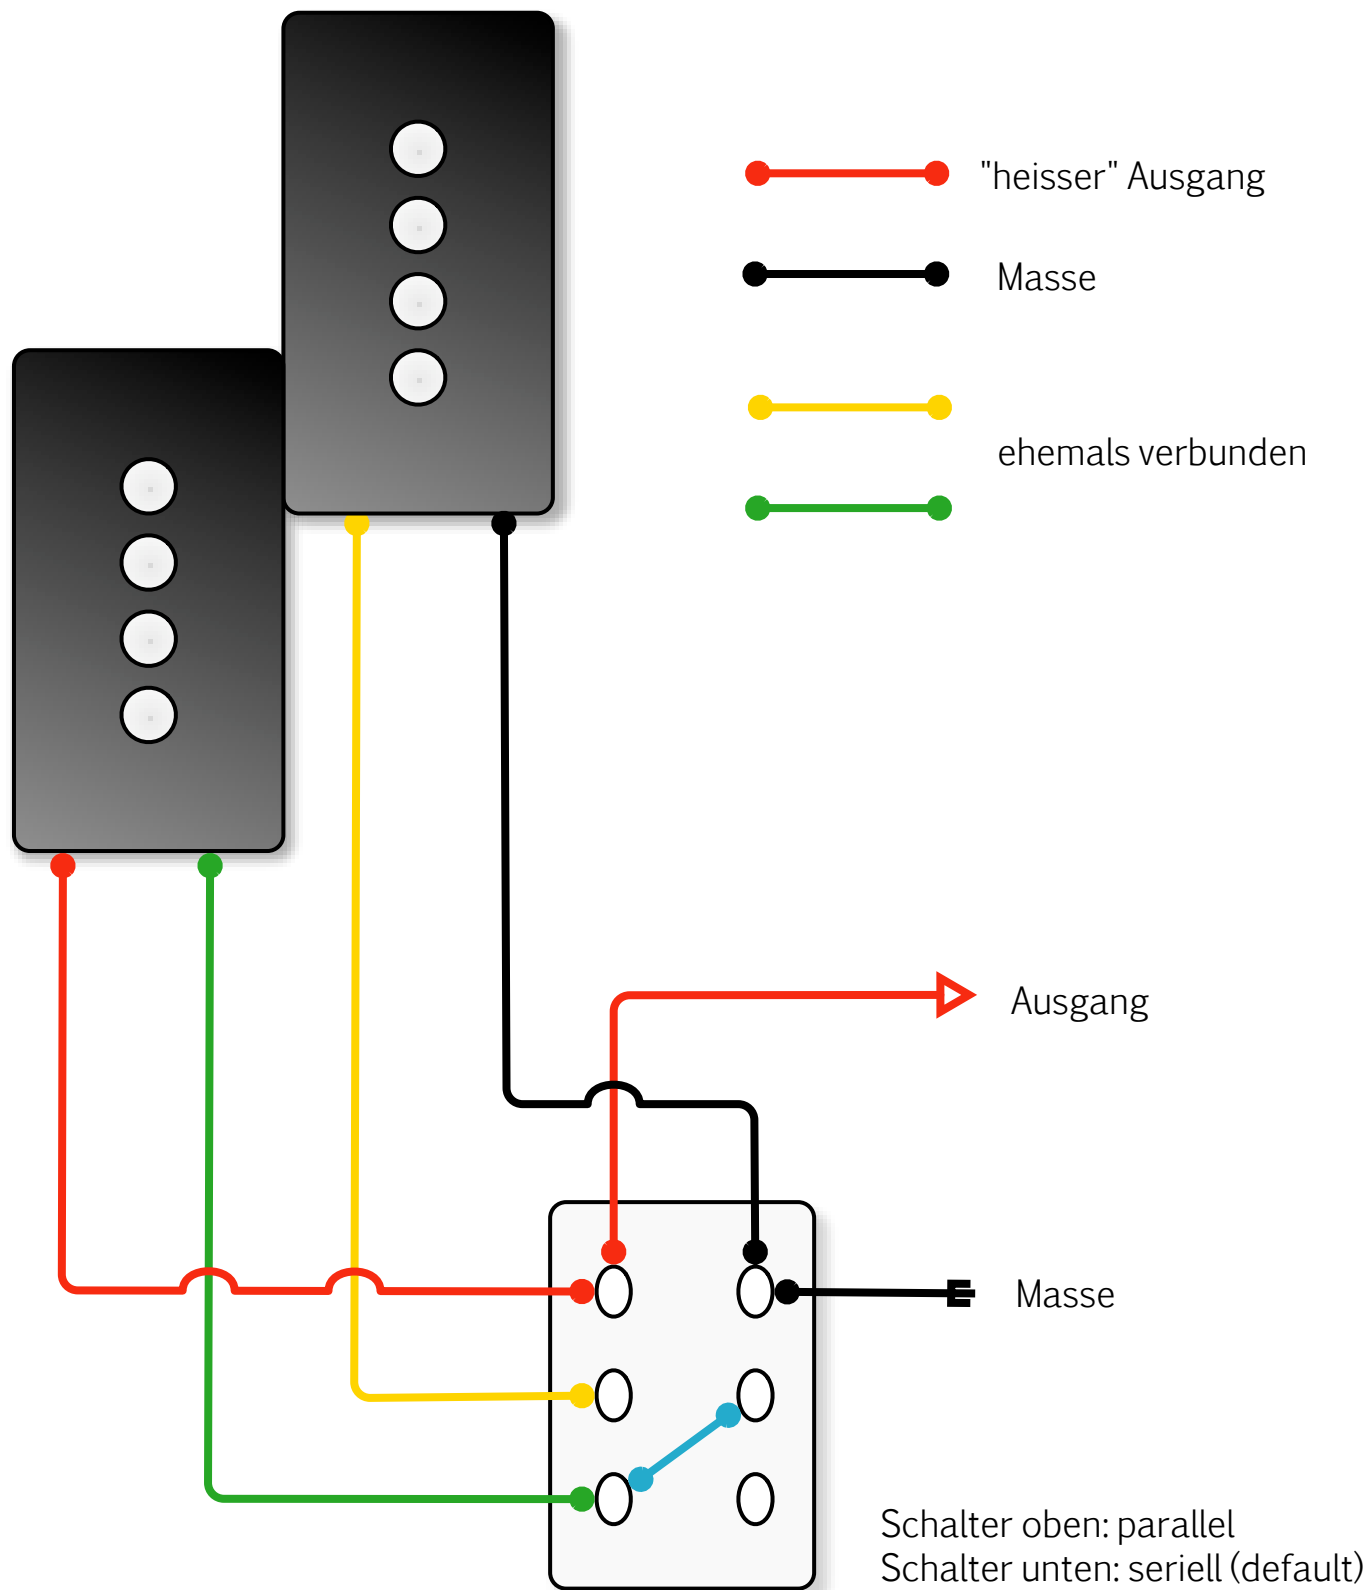 "heisser" Ausgang
Masse
ehemals verbunden
Ausgang
Masse
Schalter oben: parallel
Schalter unten: seriell (default)